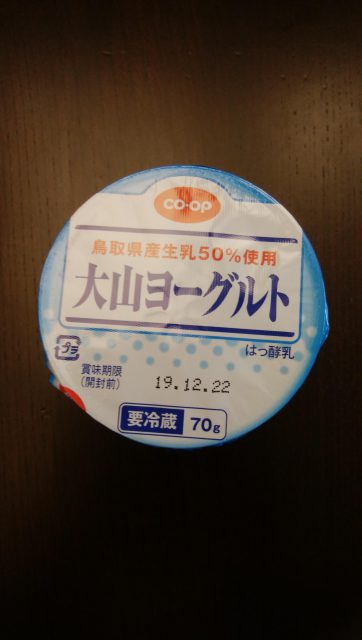 co-op
鳥取県産生乳50%使用
大山ヨーグルト
はっ酵乳
プラ
賞味期限
(開封前)
19.12.22
要冷蔵 70g